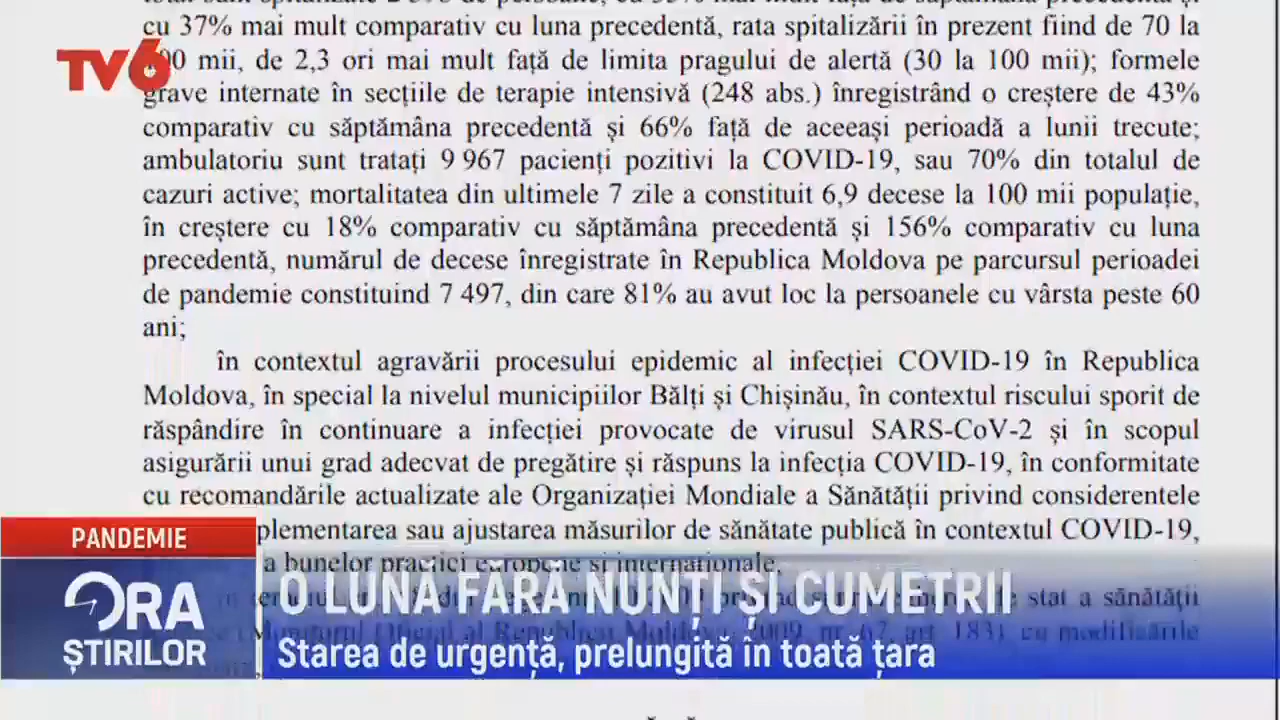 cu 37% mai mult comparativ cu luna precedentă, rata spitalizării în prezent fiind de 70 la
TV6
mii, de 2,3 ori mai mult față de limita pragului de alertă (30 la 100 mii); formele
grave internate în secțiile de terapie intensivă (248 abs.) înregistrând o creștere de 43%
comparativ cu săptămâna precedentă și 66% față de aceeași perioadă a lunii trecute;
ambulatoriu sunt tratați 9 967 pacienți pozitivi la COVID-19, sau 70% din totalul de
cazuri active; mortalitatea din ultimele 7 zile a constituit 6,9 decese la 100 mii populație,
în creștere cu 18% comparativ cu săptămâna precedentă și 156% comparativ cu luna
precedentă, numărul de decese înregistrate în Republica Moldova pe parcursul perioadei
de pandemie constituind 7 497, din care 81% au avut loc la persoanele cu vârsta peste 60
ani;
în contextul agravării procesului epidemic al infecției COVID-19 în Republica
Moldova, în special la nivelul municipiilor Bălți și Chișinău, în contextul riscului sporit de
răspândire în continuare a infecției provocate de virusul SARS-CoV-2 și în scopul
asigurării unui grad adecvat de pregătire și răspuns la infecția COVID-19, în conformitate
cu recomandările actualizate ale Organizației Mondiale a Sănătății privind considerentele
plementarea sau ajustarea măsurilor de sănătate publică în contextul COVID-19,
a bunelor practici europene și internaționale,
PANDEMIE
ORA
ȘTIRILOR
O LUNĂ FĂRĂ NUNȚI ȘI CUMETRII
de stat a sănătății
Starea de urgență, prelungită în toată țara